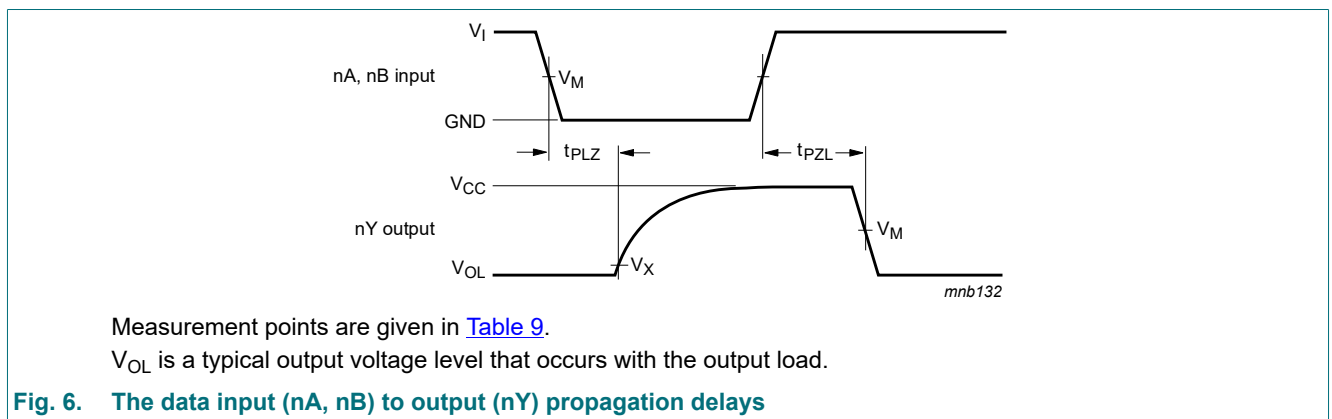 V_I
nA, nB input
V_M
GND
t_PLZ
t_PZL
V_CC
nY output
V_M
V_OL
V_X
mnb132
Measurement points are given in Table 9.
V_OL is a typical output voltage level that occurs with the output load.
Fig. 6. The data input (nA, nB) to output (nY) propagation delays